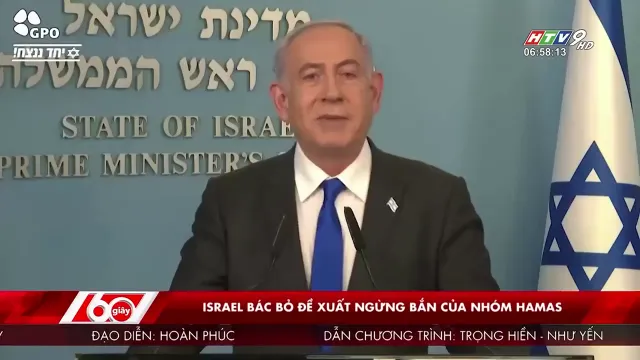 GPO
יחד ננצח!
מדינת ישראל
ראש הממשלה
STATE OF ISRAEL
PRIME MINISTER'S
HTV9 HD
06:58:13
60 giây
ISRAEL BÁC BỎ ĐỀ XUẤT NGỪNG BẮN CỦA NHÓM HAMAS
ĐẠO DIỄN: HOÀN PHÚC
DẪN CHƯƠNG TRÌNH: TRỌNG HIỀN - NHƯ YẾN